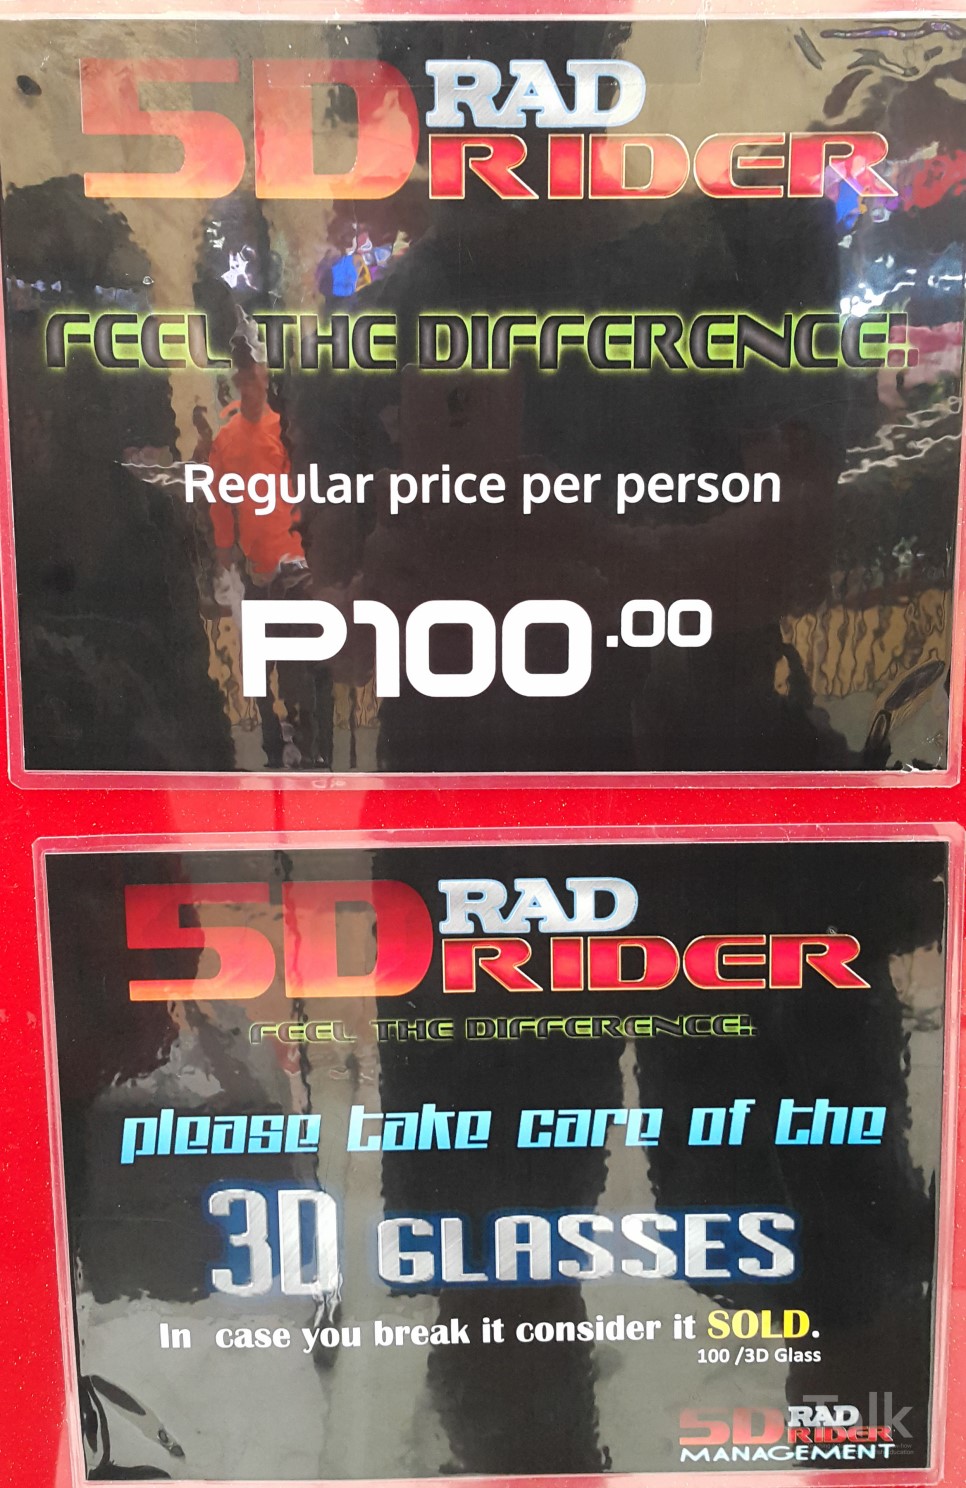 5D RAD
RIDER
FEEL THE DIFFERENCE!!
Regular price per person
P100.00
5D RAD
RIDER
FEEL THE DIFFERENCE!!
please take care of the
3D GLASSES
In case you break it consider it SOLD.
100 /3D Glass
5D RAD
RIDER
MANAGEMENT
Talk